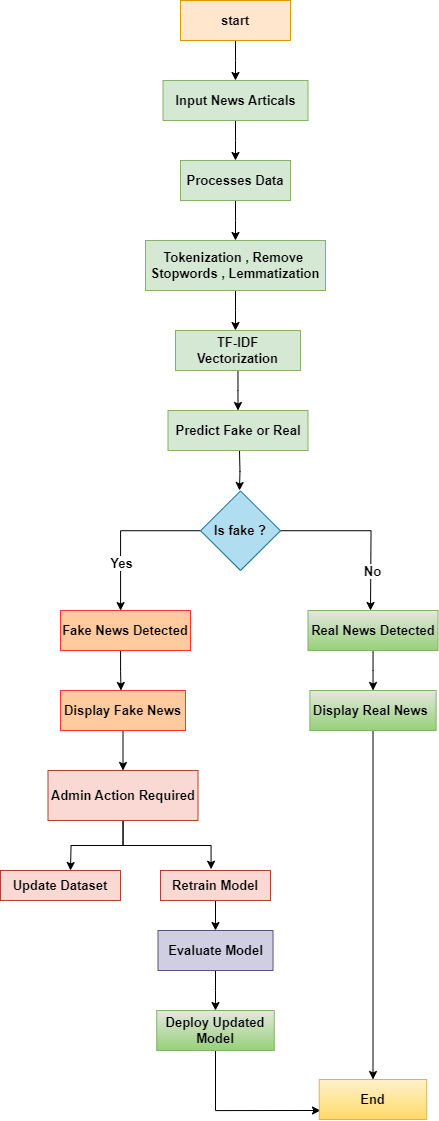 start
Input News Articals
Processes Data
Tokenization , Remove
Stopwords , Lemmatization
TF-IDF
Vectorization
Predict Fake or Real
Is fake ?
Yes
No
Fake News Detected
Real News Detected
Display Fake News
Display Real News
Admin Action Required
Update Dataset
Retrain Model
Evaluate Model
Deploy Updated
Model
End